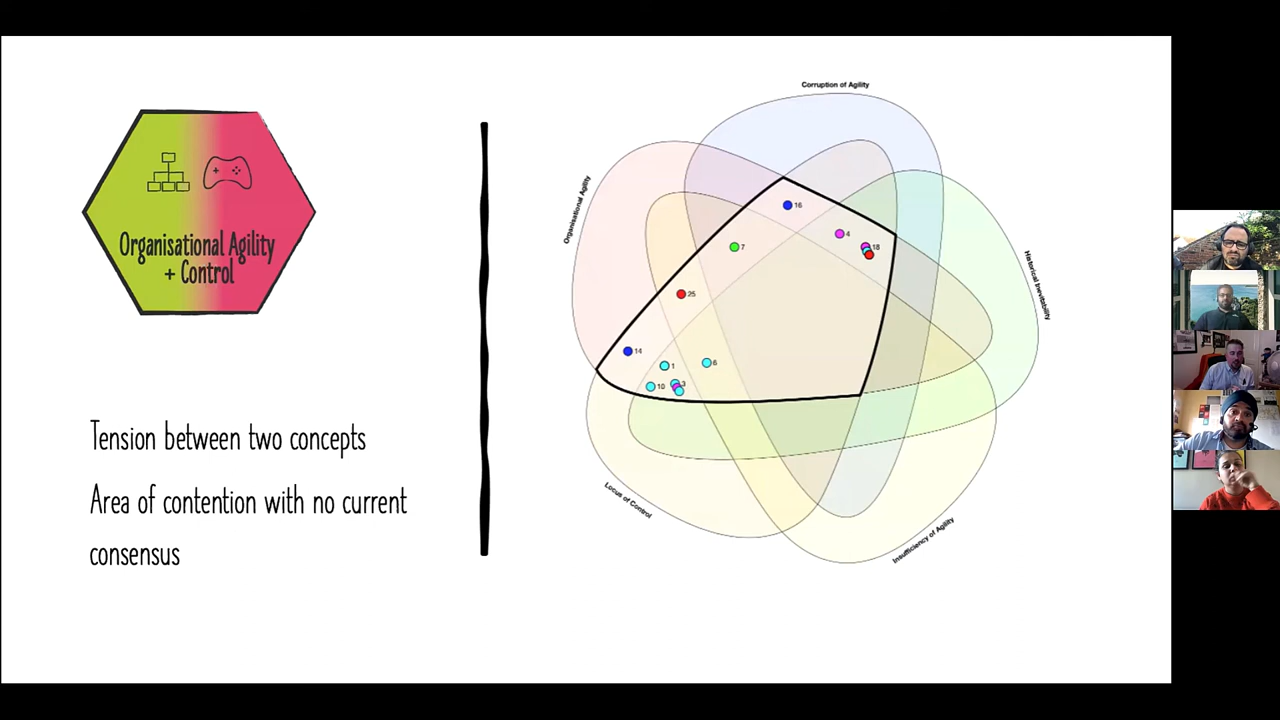 Organisational Agility
+ Control
Tension between two concepts
Area of contention with no current
consensus
Corruption of Agility
Organisational Agility
Historical Inevitability
Locus of Control
Insufficiency of Agility
16
4
18
7
25
14
1
6
10
3